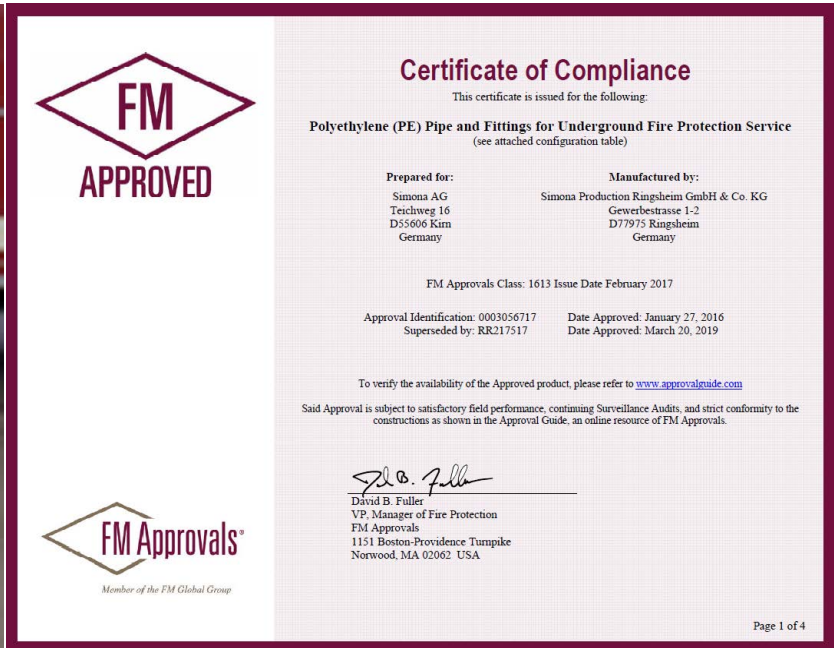 FM
APPROVED
Certificate of Compliance
This certificate is issued for the following:
Polyethylene (PE) Pipe and Fittings for Underground Fire Protection Service
(see attached configuration table)
Prepared for:
Simona AG
Teichweg 16
D55606 Kirn
Germany
Manufactured by:
Simona Production Ringsheim GmbH & Co. KG
Gewerbestrasse 1-2
D77975 Ringsheim
Germany
FM Approvals Class: 1613 Issue Date February 2017
Approval Identification: 0003056717 Date Approved: January 27, 2016
Superseded by: RR217517 Date Approved: March 20, 2019
To verify the availability of the Approved product, please refer to www.approvalguide.com
Said Approval is subject to satisfactory field performance, continuing Surveillance Audits, and strict conformity to the
constructions as shown in the Approval Guide, an online resource of FM Approvals.
David B. Fuller
David B. Fuller
VP, Manager of Fire Protection
FM Approvals
1151 Boston-Providence Turnpike
Norwood, MA 02062 USA
FM Approvals®
Member of the FM Global Group
Page 1 of 4